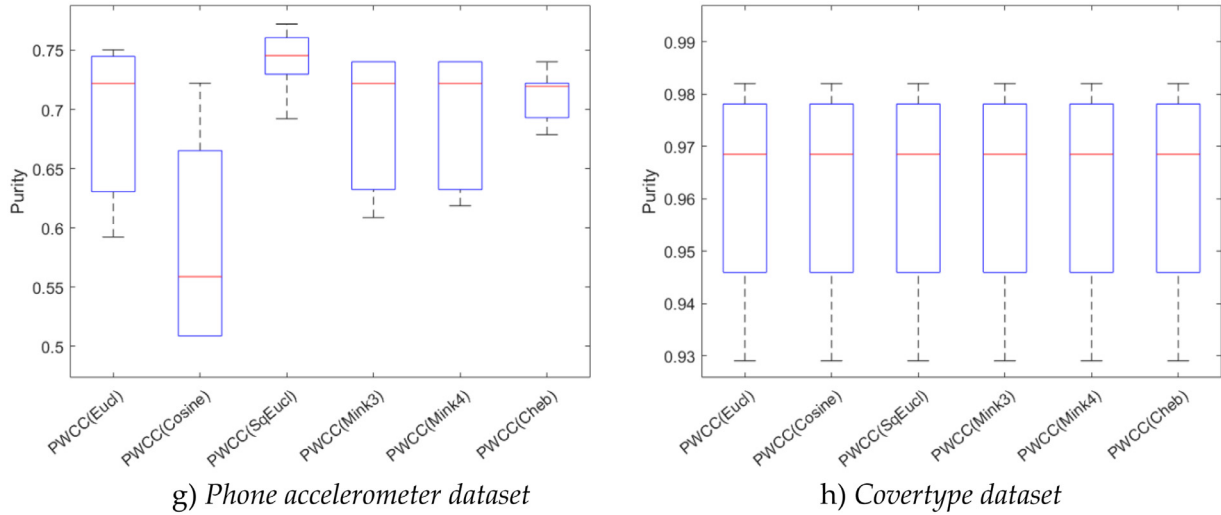 0.75
0.7
0.65
0.6
0.55
0.5
Purity
PWCC(Eucl)
PWCC(Cosine)
PWCC(SqEucl)
PWCC(Mink3)
PWCC(Mink4)
PWCC(Cheb)
g) Phone accelerometer dataset
0.99
0.98
0.97
0.96
0.95
0.94
0.93
Purity
PWCC(Eucl)
PWCC(Cosine)
PWCC(SqEucl)
PWCC(Mink3)
PWCC(Mink4)
PWCC(Cheb)
h) Covertype dataset